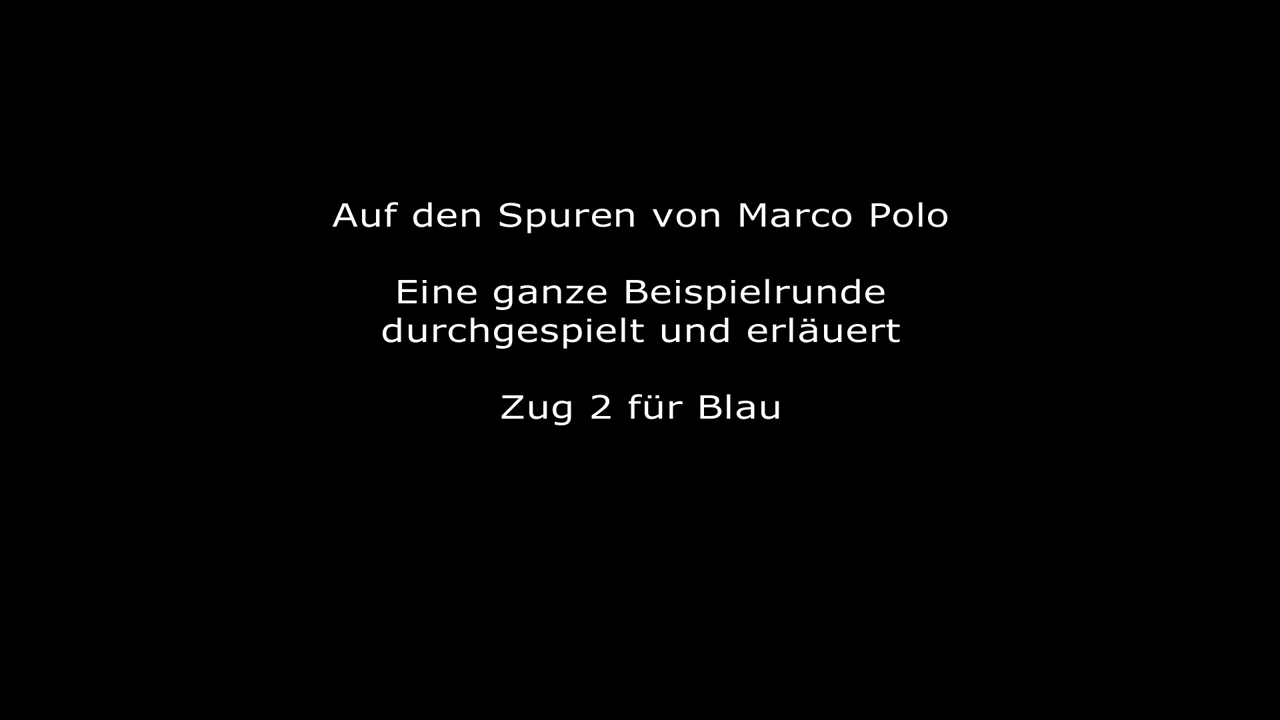 Auf den Spuren von Marco Polo
Eine ganze Beispielrunde
durchgespielt und erläuert
Zug 2 für Blau